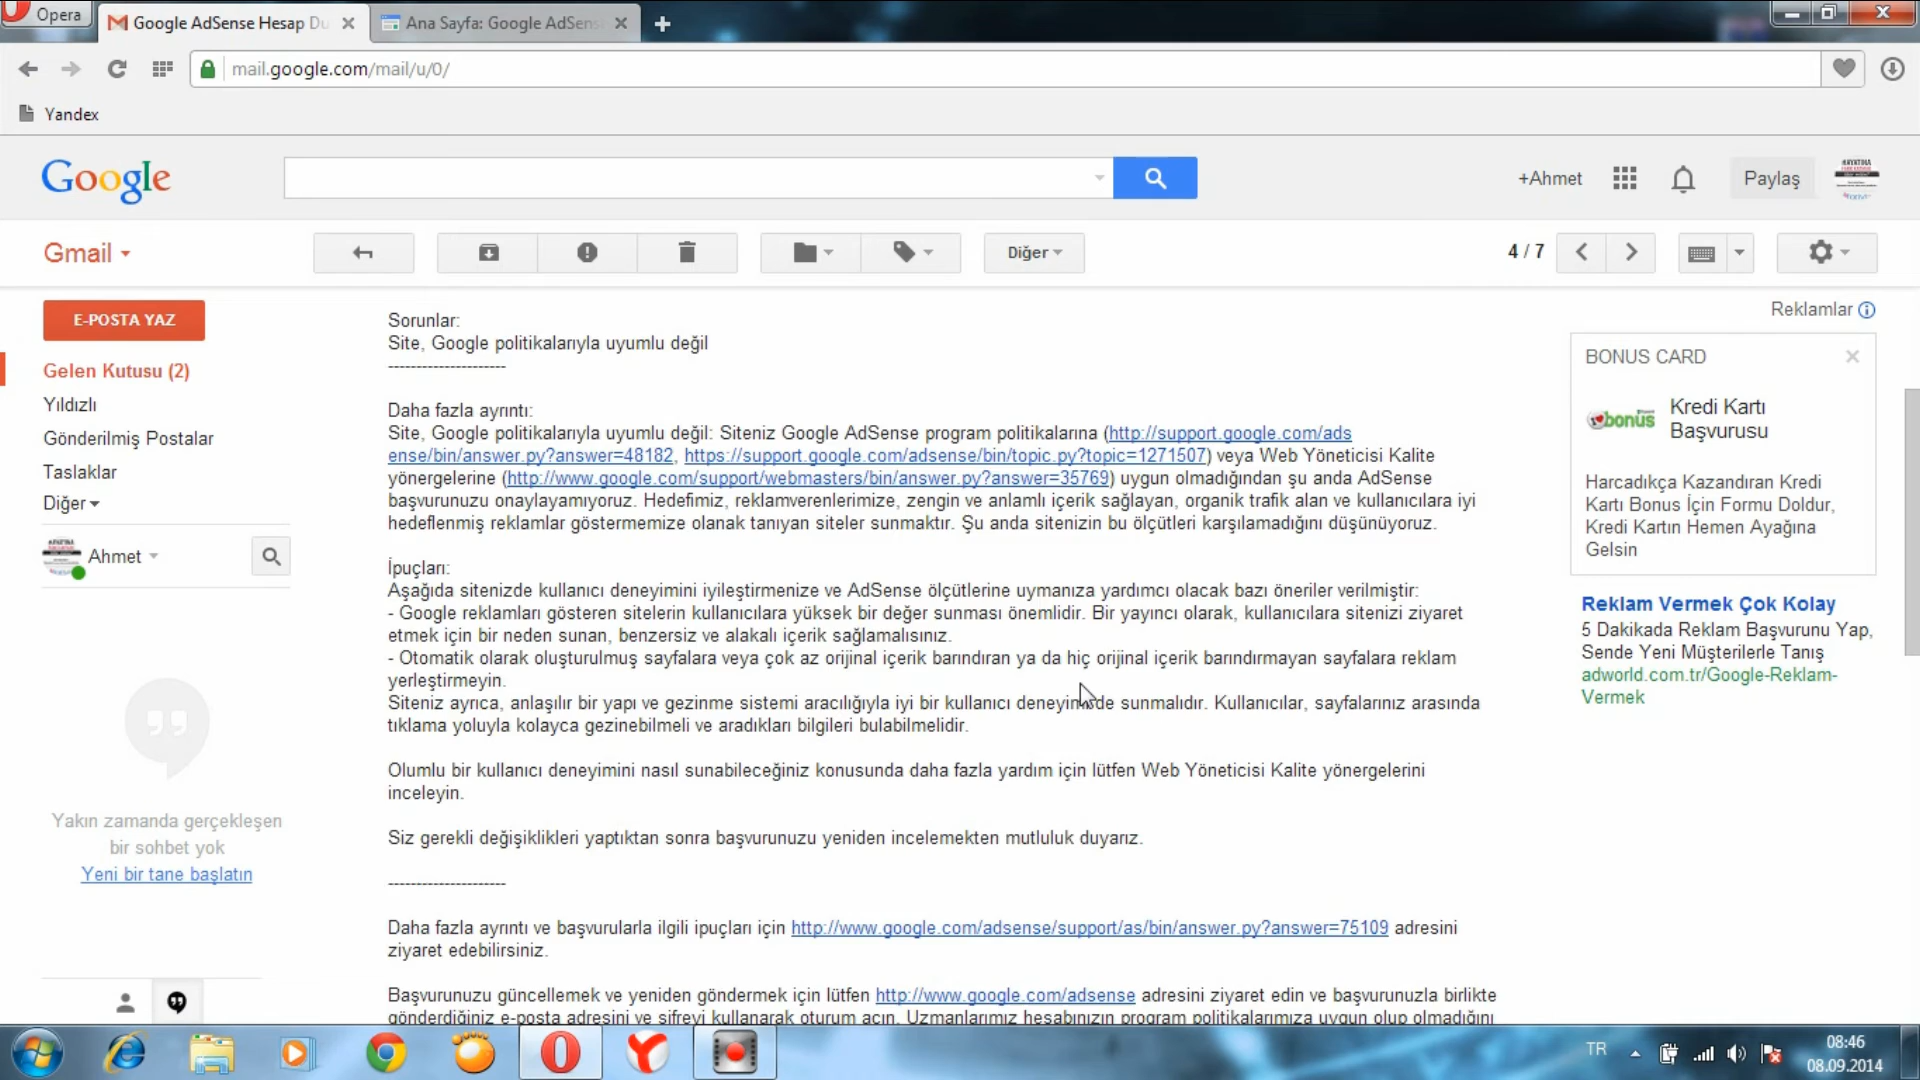 Opera
Google AdSense Hesap Du
Ana Sayfa: Google AdSens
mail.google.com/mail/u/0/
Yandex
Google
+Ahmet
Paylaş
Gmail
Diğer
4 / 7
E-POSTA YAZ
Gelen Kutusu (2)
Yıldızlı
Gönderilmiş Postalar
Taslaklar
Diğer
Ahmet
Yakın zamanda gerçekleşen
bir sohbet yok
Yeni bir tane başlatın
Sorunlar:
Site, Google politikalarıyla uyumlu değil
---------------------
Daha fazla ayrıntı:
Site, Google politikalarıyla uyumlu değil: Siteniz Google AdSense program politikalarına (http://support.google.com/ads
ense/bin/answer.py?answer=48182, https://support.google.com/adsense/bin/topic.py?topic=1271507) veya Web Yöneticisi Kalite
yönergelerine (http://www.google.com/support/webmasters/bin/answer.py?answer=35769) uygun olmadığından şu anda AdSense
başvurunuzu onaylayamıyoruz. Hedefimiz, reklamverenlerimize, zengin ve anlamlı içerik sağlayan, organik trafik alan ve kullanıcılara iyi
hedeflenmiş reklamlar göstermemize olanak tanıyan siteler sunmaktır. Şu anda sitenizin bu ölçütleri karşılamadığını düşünüyoruz.
İpuçları:
Aşağıda sitenizde kullanıcı deneyimini iyileştirmenize ve AdSense ölçütlerine uymanıza yardımcı olacak bazı öneriler verilmiştir:
- Google reklamları gösteren sitelerin kullanıcılara yüksek bir değer sunması önemlidir. Bir yayıncı olarak, kullanıcılara sitenizi ziyaret
etmek için bir neden sunan, benzersiz ve alakalı içerik sağlamalısınız.
- Otomatik olarak oluşturulmuş sayfalara veya çok az orijinal içerik barındıran ya da hiç orijinal içerik barındırmayan sayfalara reklam
yerleştirmeyin.
Siteniz ayrıca, anlaşılır bir yapı ve gezinme sistemi aracılığıyla iyi bir kullanıcı deneyimi de sunmalıdır. Kullanıcılar, sayfalarınız arasında
tıklama yoluyla kolayca gezinebilmeli ve aradıkları bilgileri bulabilmelidir.
Olumlu bir kullanıcı deneyimini nasıl sunabileceğiniz konusunda daha fazla yardım için lütfen Web Yöneticisi Kalite yönergelerini
inceleyin.
Siz gerekli değişiklikleri yaptıktan sonra başvurunuzu yeniden incelemekten mutluluk duyarız.
---------------------
Daha fazla ayrıntı ve başvurularla ilgili ipuçları için http://www.google.com/adsense/support/as/bin/answer.py?answer=75109 adresini
ziyaret edebilirsiniz.
Başvurunuzu güncellemek ve yeniden göndermek için lütfen http://www.google.com/adsense adresini ziyaret edin ve başvurunuzla birlikte
gönderdiğiniz e-posta adresini ve şifreyi kullanarak oturum açın. Uzmanlarımız hesabınızın program politikalarımıza uygun olup olmadığını
Reklamlar
BONUS CARD
bonus
Kredi Kartı
Başvurusu
Harcadıkça Kazandıran Kredi
Kartı Bonus İçin Formu Doldur,
Kredi Kartın Hemen Ayağına
Gelsin
Reklam Vermek Çok Kolay
5 Dakikada Reklam Başvurunu Yap,
Sende Yeni Müşterilerle Tanış
adworld.com.tr/Google-Reklam-
Vermek
TR
08:46
08.09.2014